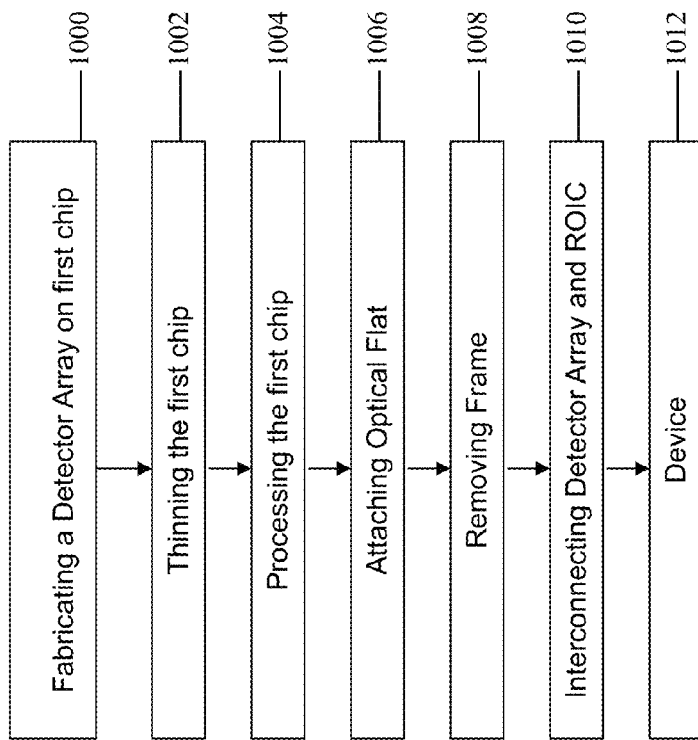 Fabricating a Detector Array on first chip
1000
Thinning the first chip
1002
Processing the first chip
1004
Attaching Optical Flat
1006
Removing Frame
1008
Interconnecting Detector Array and ROIC
1010
Device
1012